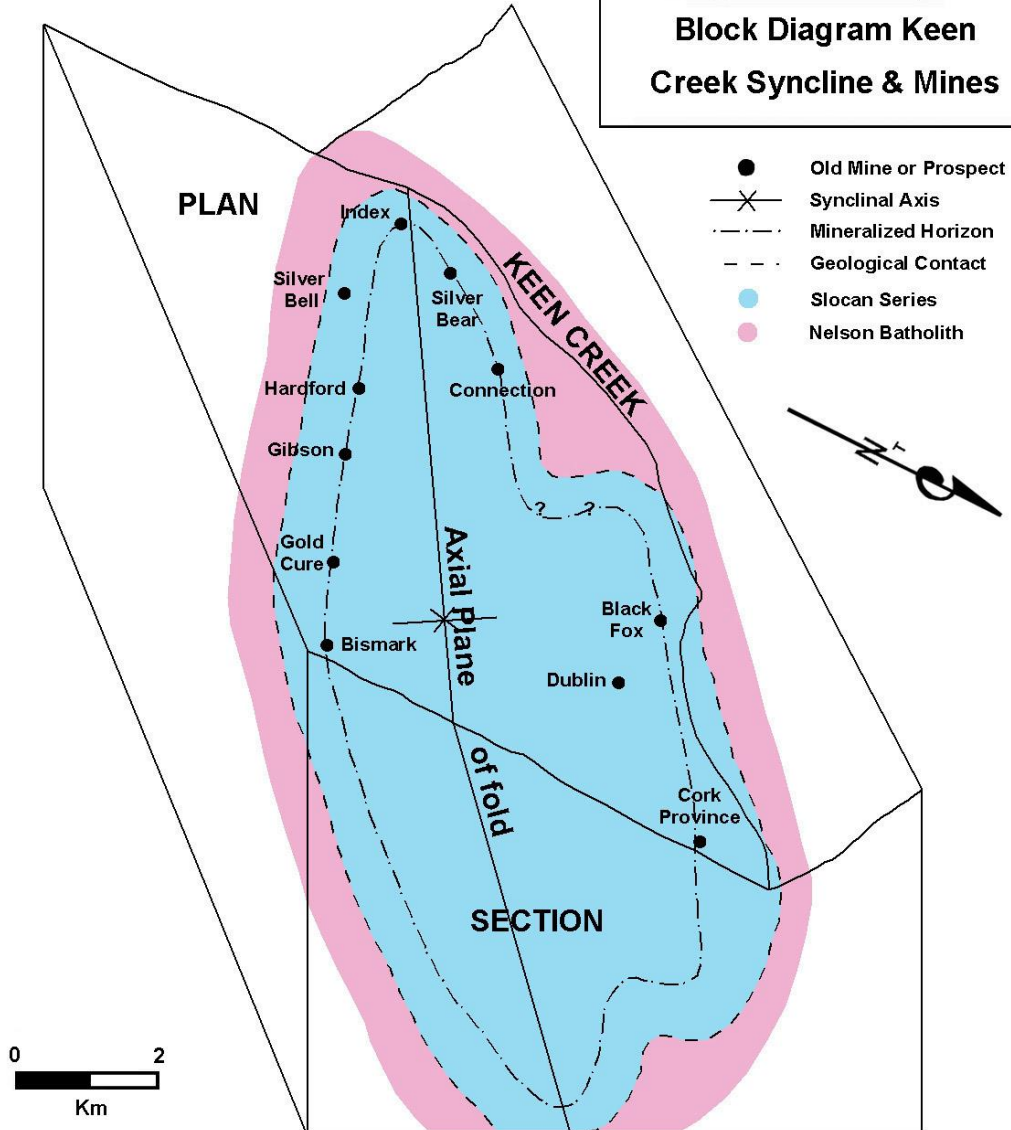 Block Diagram Keen
Creek Syncline & Mines
Old Mine or Prospect
Synclinal Axis
Mineralized Horizon
Geological Contact
Slocan Series
Nelson Batholith
PLAN
Index
Silver
Bell
Silver
Bear
KEEN CREEK
Hardford
Connection
Gibson
N
T
? ?
Gold
Cure
Axial Plane
of fold
Black
Fox
Bismark
Dublin
Cork
Province
SECTION
0 2
Km